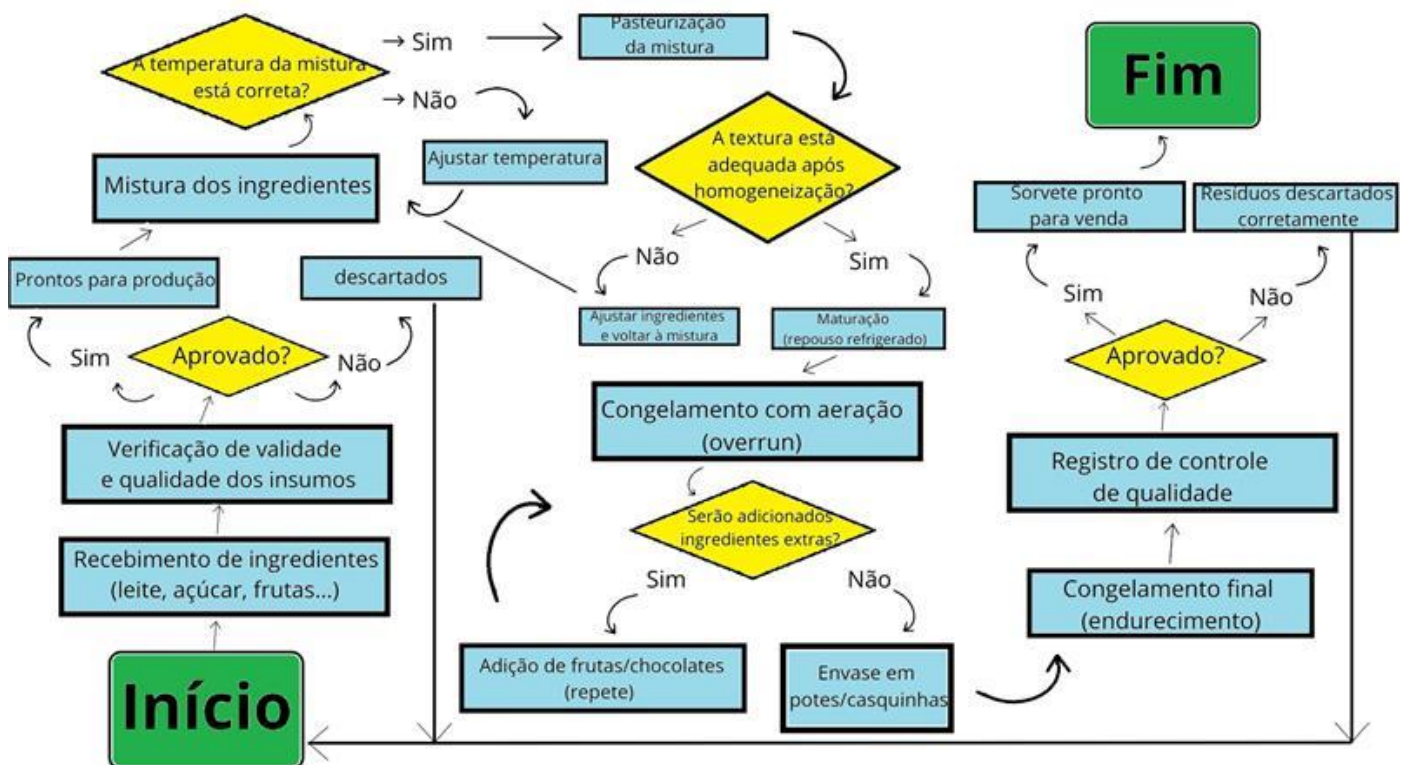 A temperatura da mistura
está correta?
→ Sim
→ Não
Pasteurização
da mistura
Fim
Ajustar temperatura
A textura está
adequada após
homogeneização?
Mistura dos ingredientes
Sorvete pronto
para venda
Resíduos descartados
corretamente
Prontos para produção
descartados
Não
Sim
Sim
Não
Ajustar ingredientes
e voltar à mistura
Maturação
(repouso refrigerado)
Sim
Aprovado?
Não
Aprovado?
Congelamento com aeração
(overrun)
Verificação de validade
e qualidade dos insumos
Registro de controle
de qualidade
Serão adicionados
ingredientes extras?
Recebimento de ingredientes
(leite, açúcar, frutas...)
Sim
Não
Congelamento final
(endurecimento)
Adição de frutas/chocolates
(repete)
Envase em
potes/casquinhas
Início